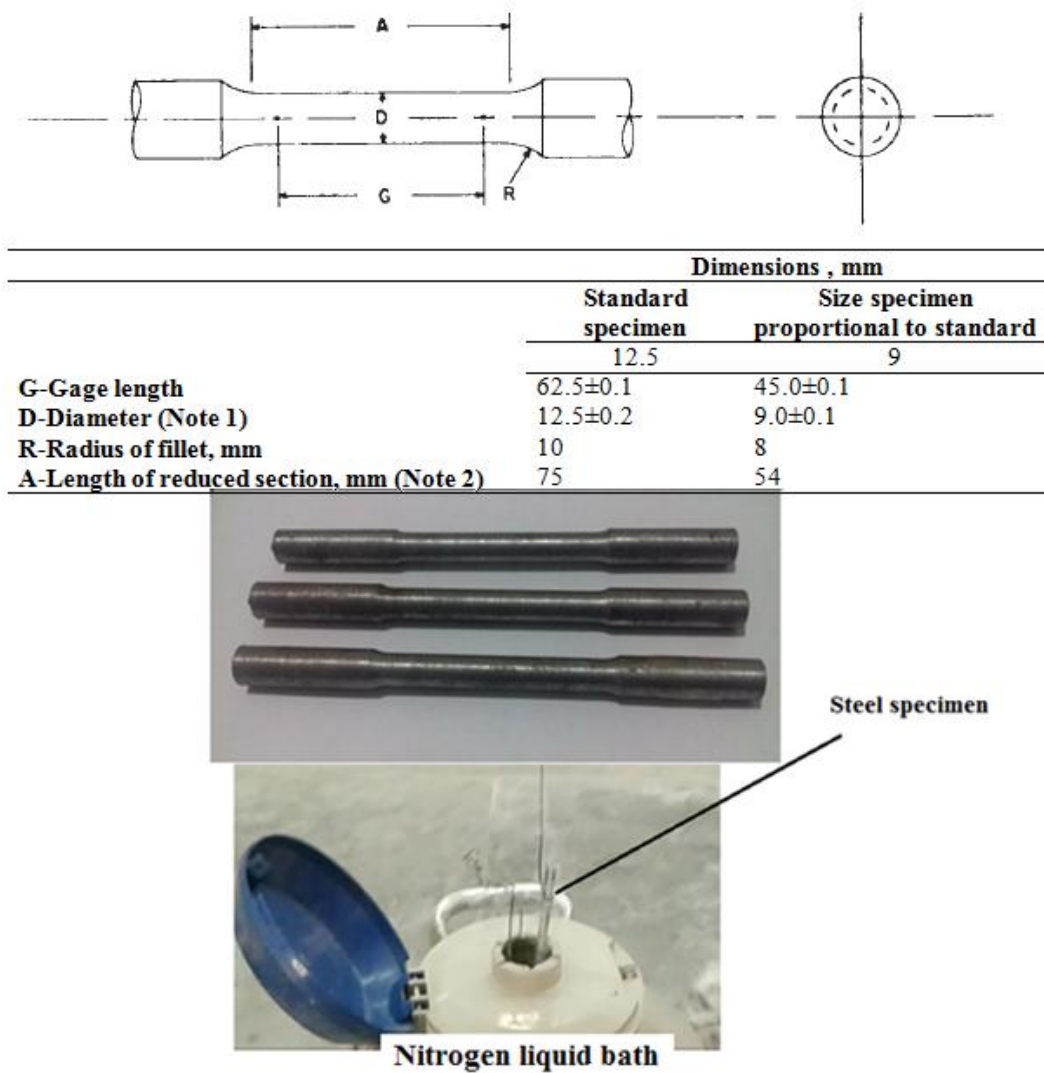 A
D
G
R
Dimensions , mm
Standard specimen
Size specimen proportional to standard
12.5 9
G-Gage length 62.5±0.1 45.0±0.1
D-Diameter (Note 1) 12.5±0.2 9.0±0.1
R-Radius of fillet, mm 10 8
A-Length of reduced section, mm (Note 2) 75 54
Steel specimen
Nitrogen liquid bath